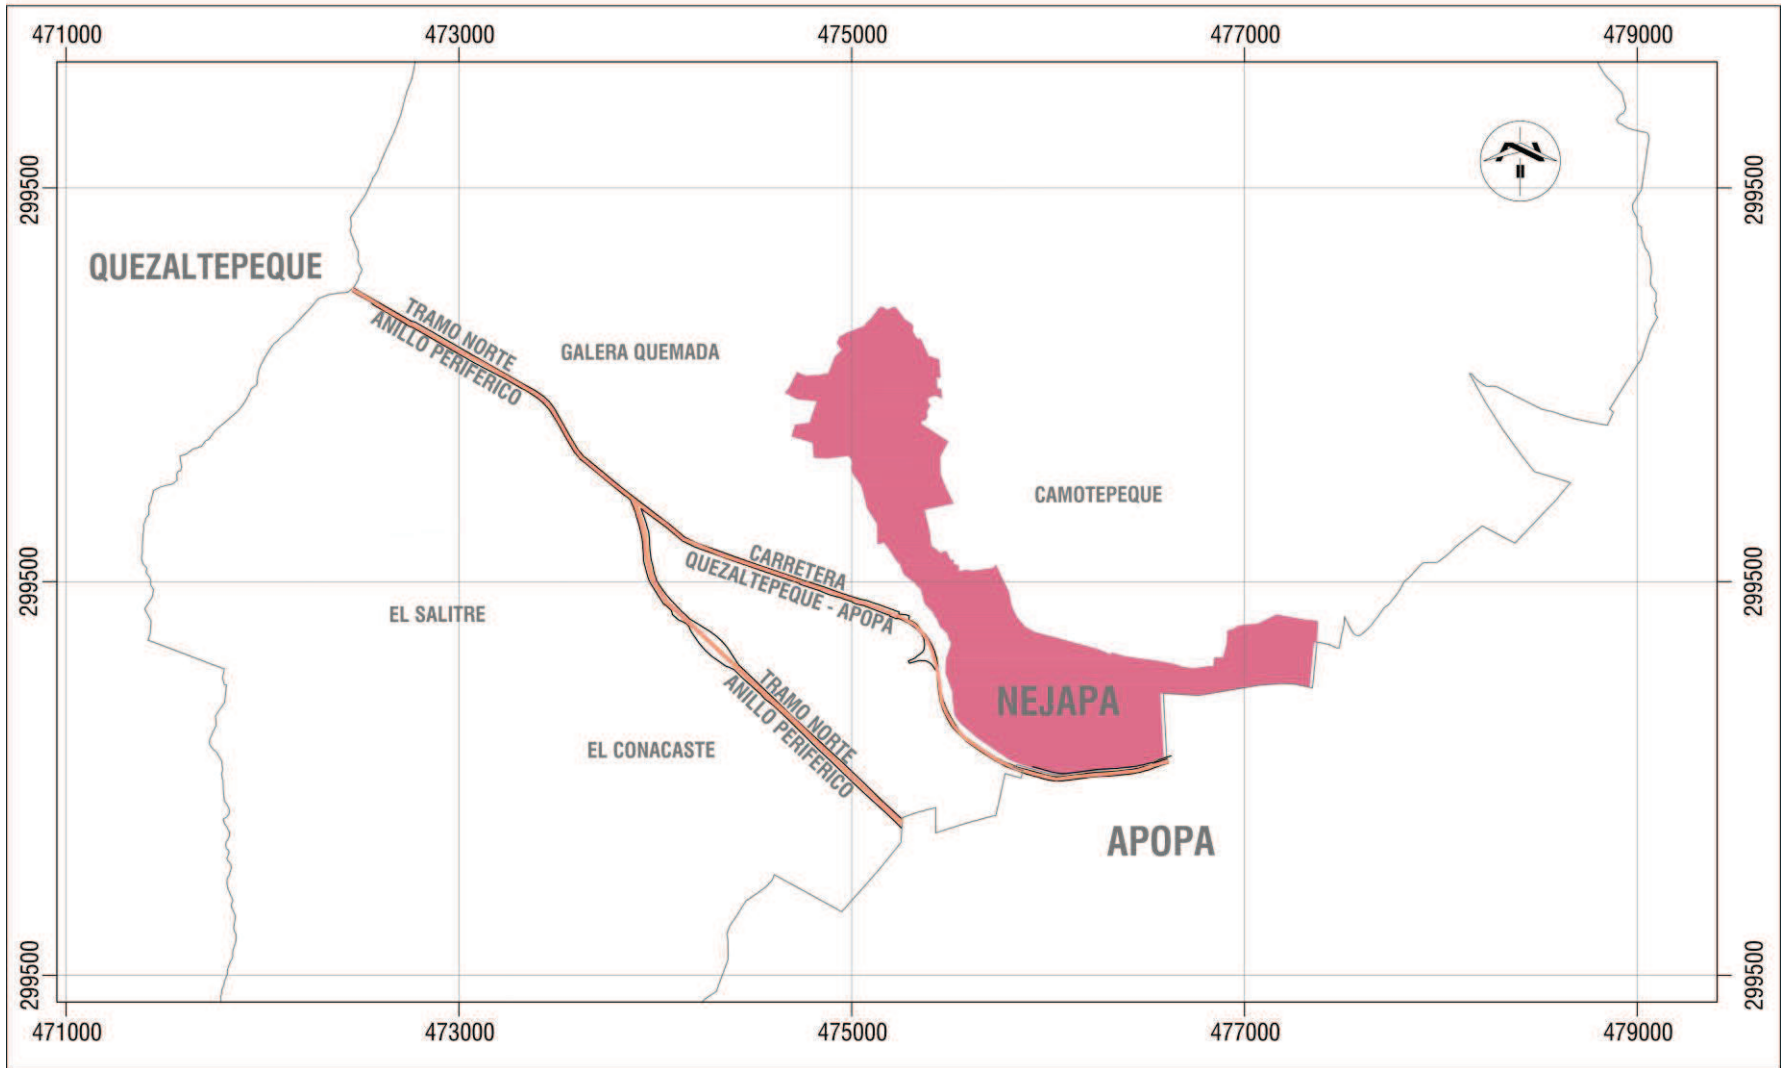 471000 473000 475000 477000 479000
299500 299500
QUEZALTEPEQUE
TRAMO NORTE
ANILLO PERIFERICO
GALERA QUEMADA
CAMOTEPEQUE
CARRETERA
QUEZALTEPEQUE - APOPA
299500 299500
EL SALITRE
TRAMO NORTE
ANILLO PERIFERICO
NEJAPA
EL CONACASTE
APOPA
299500 299500
471000 473000 475000 477000 479000